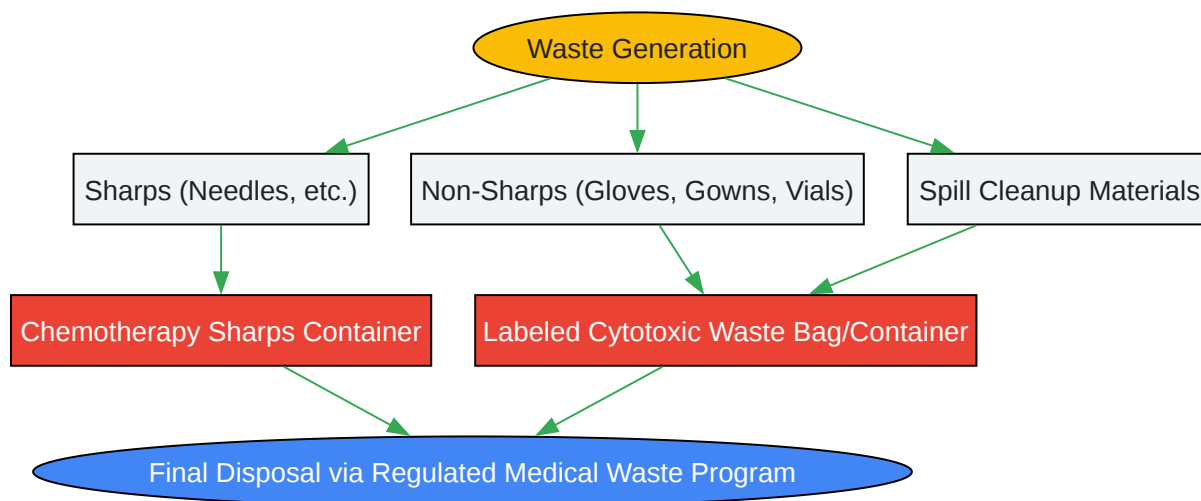 Waste Generation
Sharps (Needles, etc.)
Non-Sharps (Gloves, Gowns, Vials)
Spill Cleanup Materials
Chemotherapy Sharps Container
Labeled Cytotoxic Waste Bag/Container
Final Disposal via Regulated Medical Waste Program